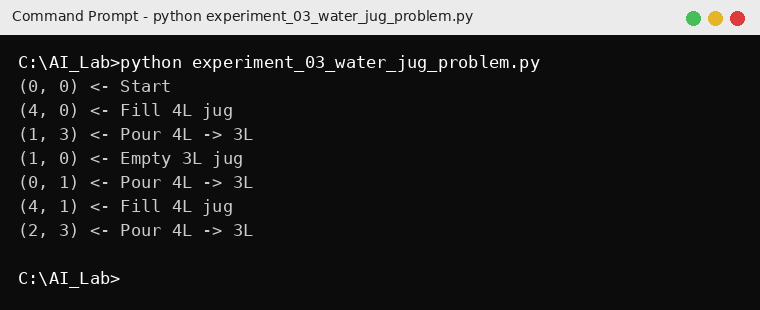 Command Prompt - python experiment_03_water_jug_problem.py
C:\AI_Lab>python experiment_03_water_jug_problem.py
(0, 0) <- Start
(4, 0) <- Fill 4L jug
(1, 3) <- Pour 4L -> 3L
(1, 0) <- Empty 3L jug
(0, 1) <- Pour 4L -> 3L
(4, 1) <- Fill 4L jug
(2, 3) <- Pour 4L -> 3L
C:\AI_Lab>